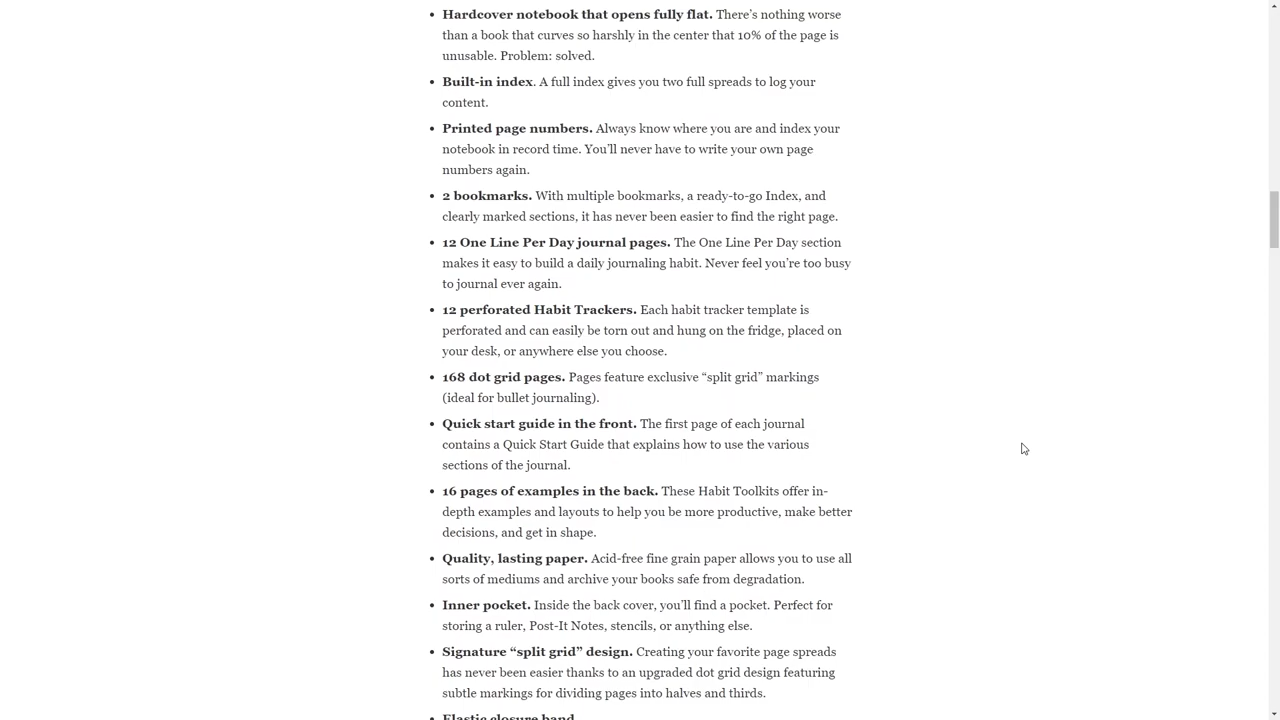 Hardcover notebook that opens fully flat. There’s nothing worse
than a book that curves so harshly in the center that 10% of the page is
unusable. Problem: solved.
Built-in index. A full index gives you two full spreads to log your
content.
Printed page numbers. Always know where you are and index your
notebook in record time. You’ll never have to write your own page
numbers again.
2 bookmarks. With multiple bookmarks, a ready-to-go Index, and
clearly marked sections, it has never been easier to find the right page.
12 One Line Per Day journal pages. The One Line Per Day section
makes it easy to build a daily journaling habit. Never feel you’re too busy
to journal ever again.
12 perforated Habit Trackers. Each habit tracker template is
perforated and can easily be torn out and hung on the fridge, placed on
your desk, or anywhere else you choose.
168 dot grid pages. Pages feature exclusive “split grid” markings
(ideal for bullet journaling).
Quick start guide in the front. The first page of each journal
contains a Quick Start Guide that explains how to use the various
sections of the journal.
16 pages of examples in the back. These Habit Toolkits offer in-
depth examples and layouts to help you be more productive, make better
decisions, and get in shape.
Quality, lasting paper. Acid-free fine grain paper allows you to use all
sorts of mediums and archive your books safe from degradation.
Inner pocket. Inside the back cover, you’ll find a pocket. Perfect for
storing a ruler, Post-It Notes, stencils, or anything else.
Signature “split grid” design. Creating your favorite page spreads
has never been easier thanks to an upgraded dot grid design featuring
subtle markings for dividing pages into halves and thirds.
Elastic closure band.